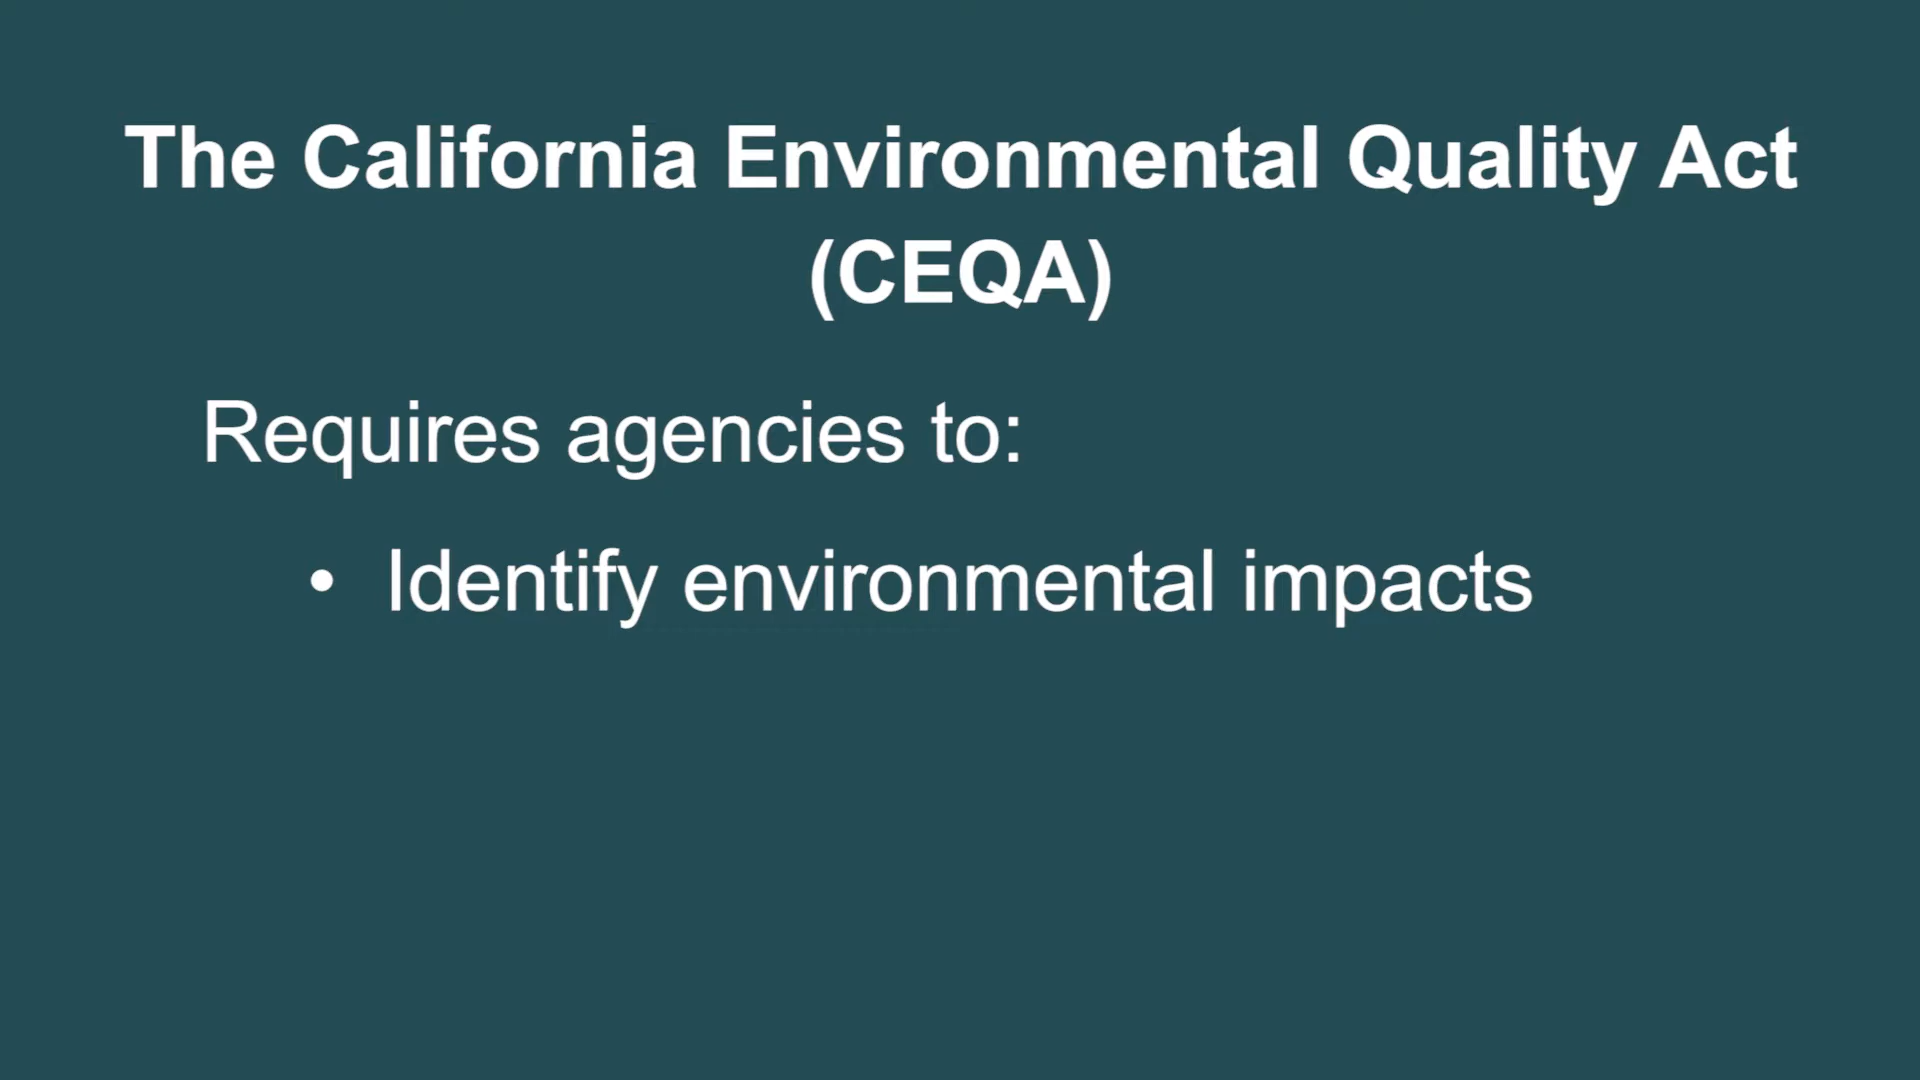 The California Environmental Quality Act
(CEQA)
Requires agencies to:
• Identify environmental impacts